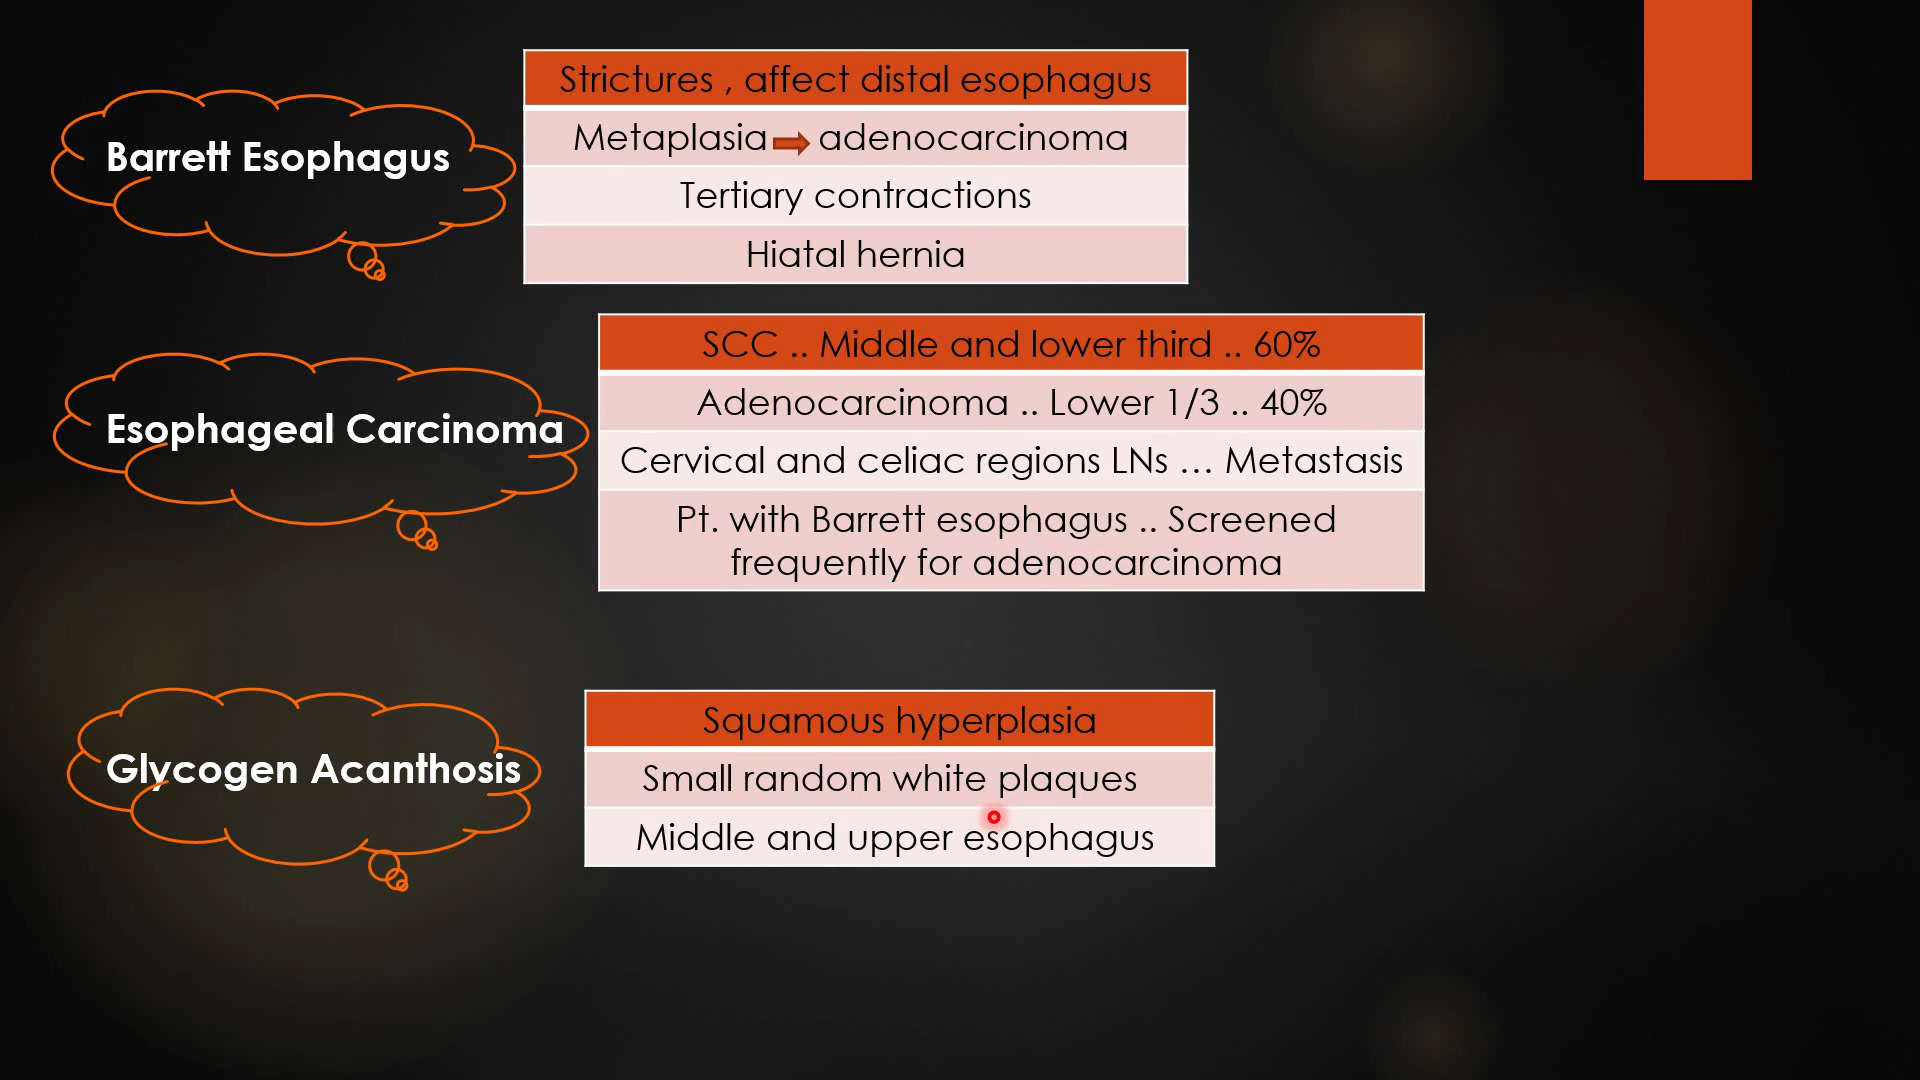 Barrett Esophagus
Strictures , affect distal esophagus
Metaplasia adenocarcinoma
Tertiary contractions
Hiatal hernia
Esophageal Carcinoma
SCC .. Middle and lower third .. 60%
Adenocarcinoma .. Lower 1/3 .. 40%
Cervical and celiac regions LNs ... Metastasis
Pt. with Barrett esophagus .. Screened
frequently for adenocarcinoma
Glycogen Acanthosis
Squamous hyperplasia
Small random white plaques
Middle and upper esophagus